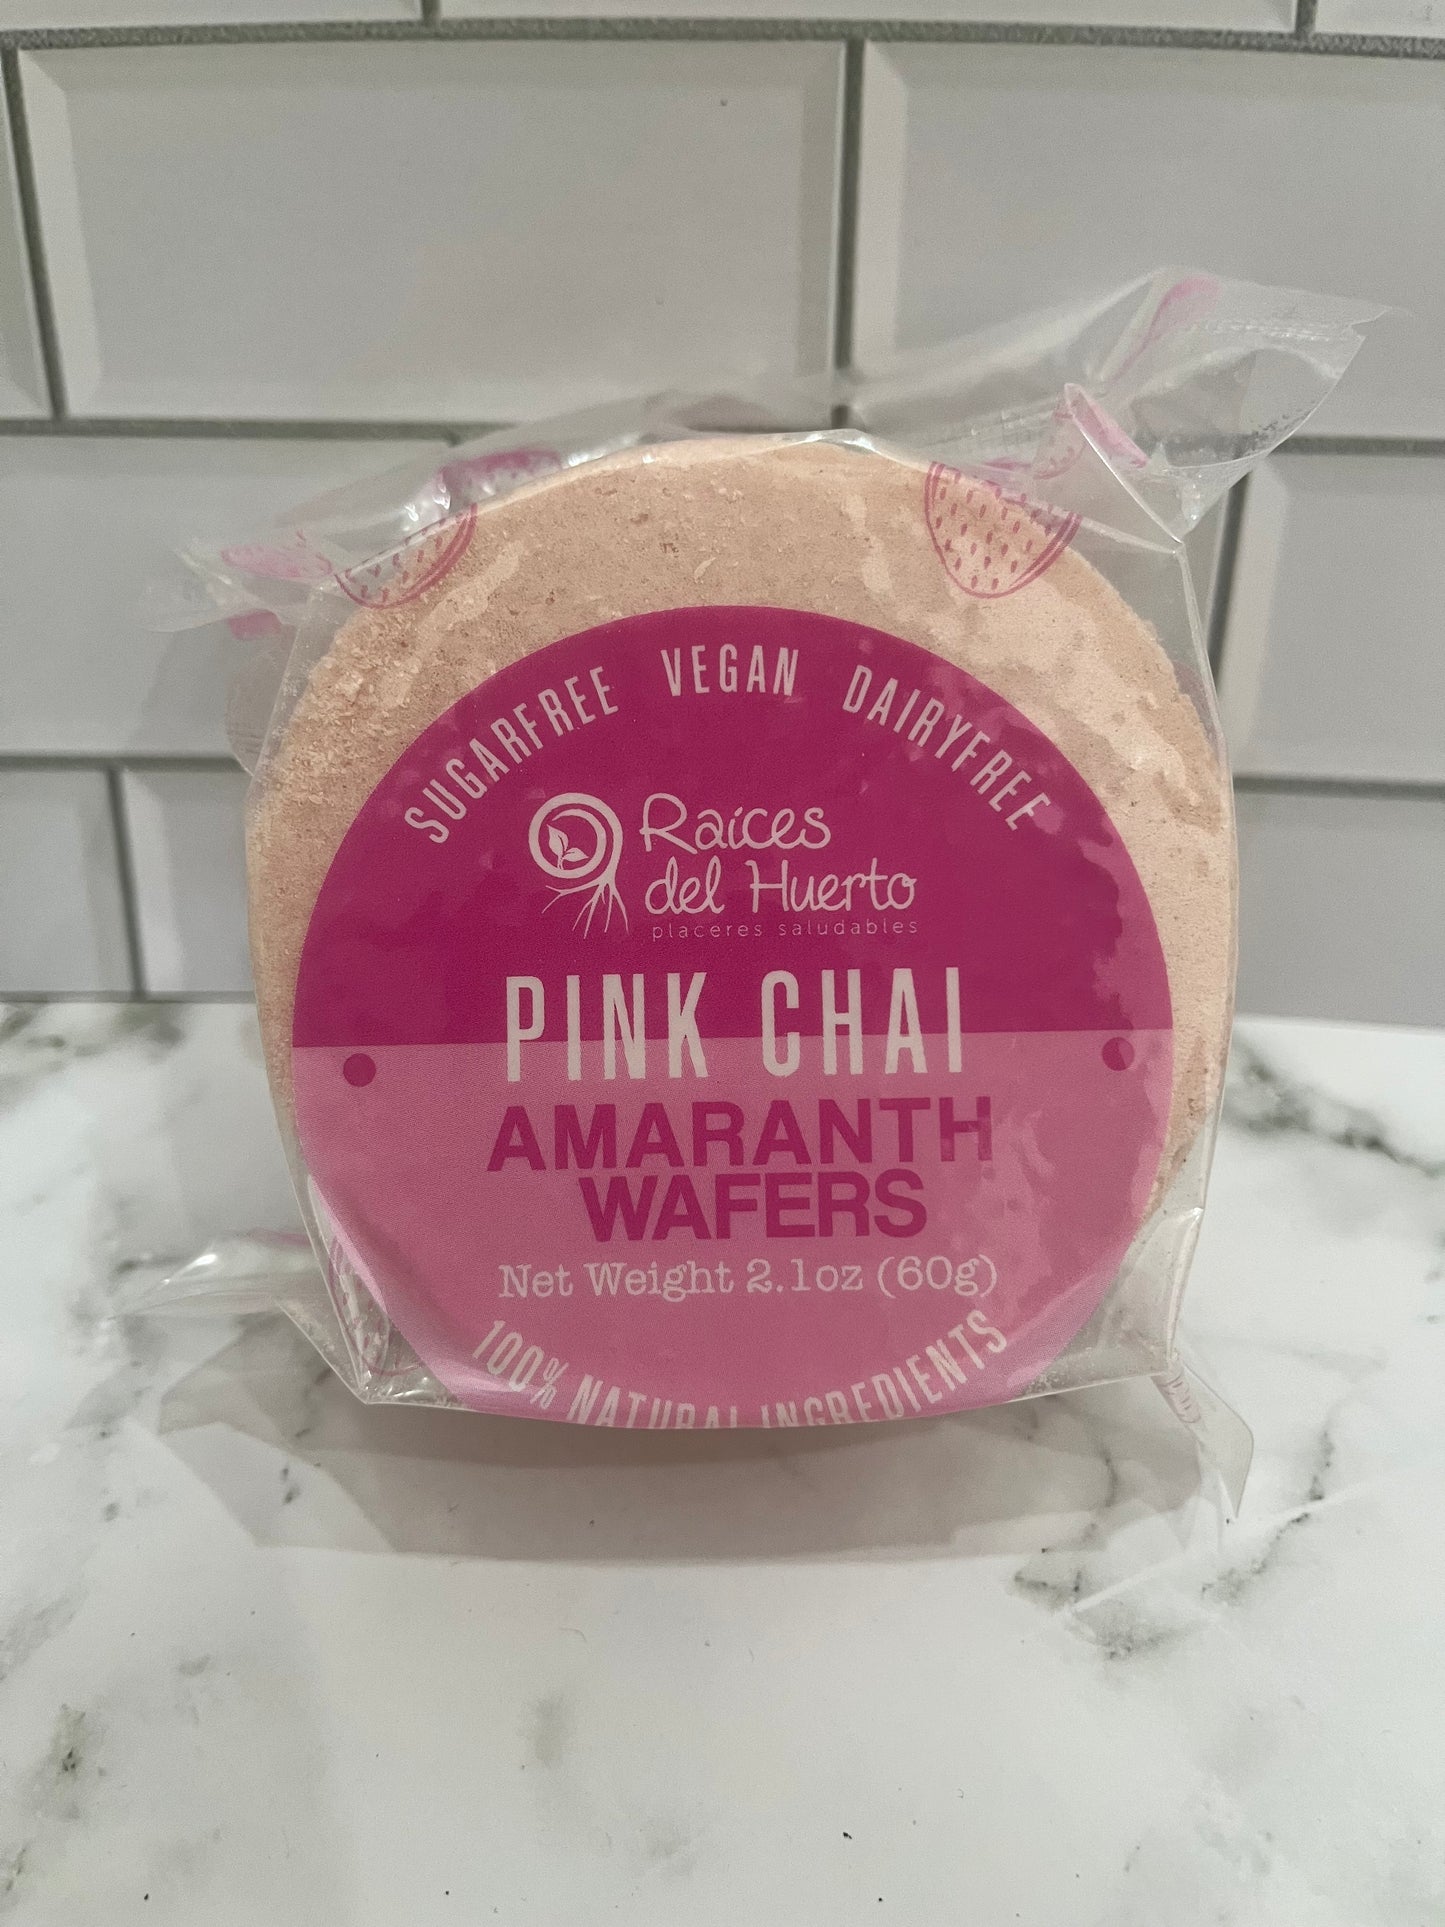 SUGARFREE VEGAN DAIRYFREE
Raíces
del Huerto
placeres saludables
PINK CHAI
AMARANTH
WAFERS
Net Weight 2.1oz (60g)
100% NATURAL INGREDIENTS